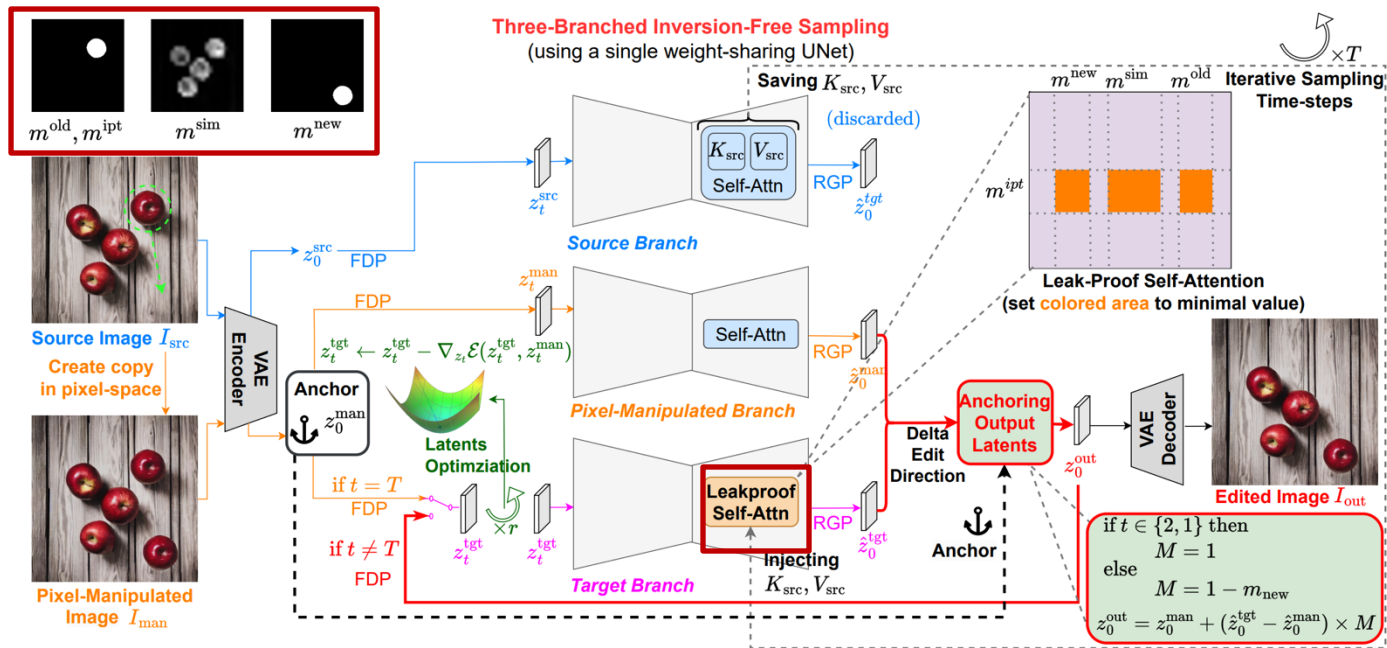 Three-Branched Inversion-Free Sampling
(using a single weight-sharing UNet)
×T
Iterative Sampling
Time-steps
m^old, m^ipt
m^sim
m^new
Saving K_src, V_src
(discarded)
K_src
V_src
Self-Attn
RGP
ẑ_0^tgt
z_t^src
Source Branch
z_0^src
FDP
m^new
m^sim
m^old
m^ipt
Leak-Proof Self-Attention
(set colored area to minimal value)
Source Image I_src
Create copy
in pixel-space
VAE
Encoder
FDP
z_t^man
z_t^tgt ← z_t^tgt − ∇_{z_t} ℰ(z_t^tgt, z_t^man)
Self-Attn
RGP
ẑ_0^man
Pixel-Manipulated Branch
Anchor
z_0^man
Latents
Optimziation
×r
if t = T
FDP
z_t^tgt
z_t^tgt
if t ≠ T
FDP
Leakproof
Self-Attn
RGP
ẑ_0^tgt
Injecting
K_src, V_src
Target Branch
Delta
Edit
Direction
Anchoring
Output
Latents
Anchor
z_0^out
VAE
Decoder
Edited Image I_out
Pixel-Manipulated
Image I_man
if t ∈ {2, 1} then
M = 1
else
M = 1 − m_new
z_0^out = z_0^man + (ẑ_0^tgt − ẑ_0^man) × M